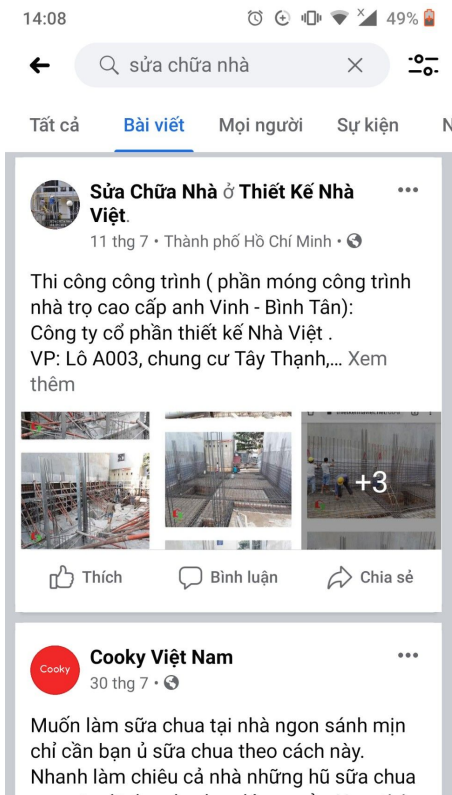 14:08
49%
sửa chữa nhà
Tất cả
Bài viết
Mọi người
Sự kiện
N
Sửa Chữa Nhà ở Thiết Kế Nhà
Việt.
11 thg 7 • Thành phố Hồ Chí Minh •
Thi công công trình ( phần móng công trình
nhà trọ cao cấp anh Vinh - Bình Tân):
Công ty cổ phần thiết kế Nhà Việt .
VP: Lô A003, chung cư Tây Thạnh,... Xem
thêm
+3
Thích
Bình luận
Chia sẻ
Cooky
Cooky Việt Nam
30 thg 7 •
Muốn làm sữa chua tại nhà ngon sánh mịn
chỉ cần bạn ủ sữa chua theo cách này.
Nhanh làm chiêu cả nhà những hũ sữa chua